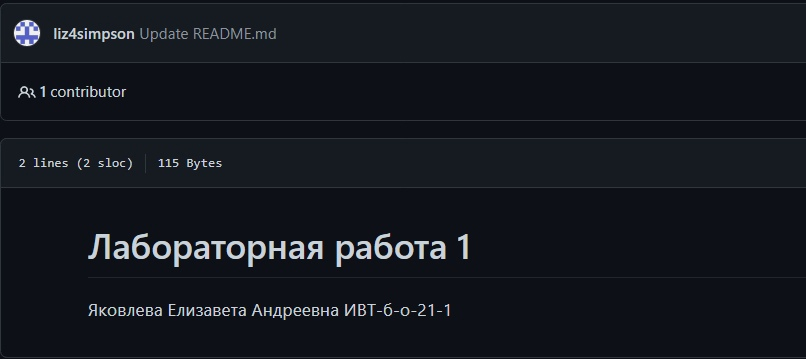 liz4simpson Update README.md
1 contributor
2 lines (2 sloc) 115 Bytes
Лабораторная работа 1
Яковлева Елизавета Андреевна ИВТ-б-о-21-1